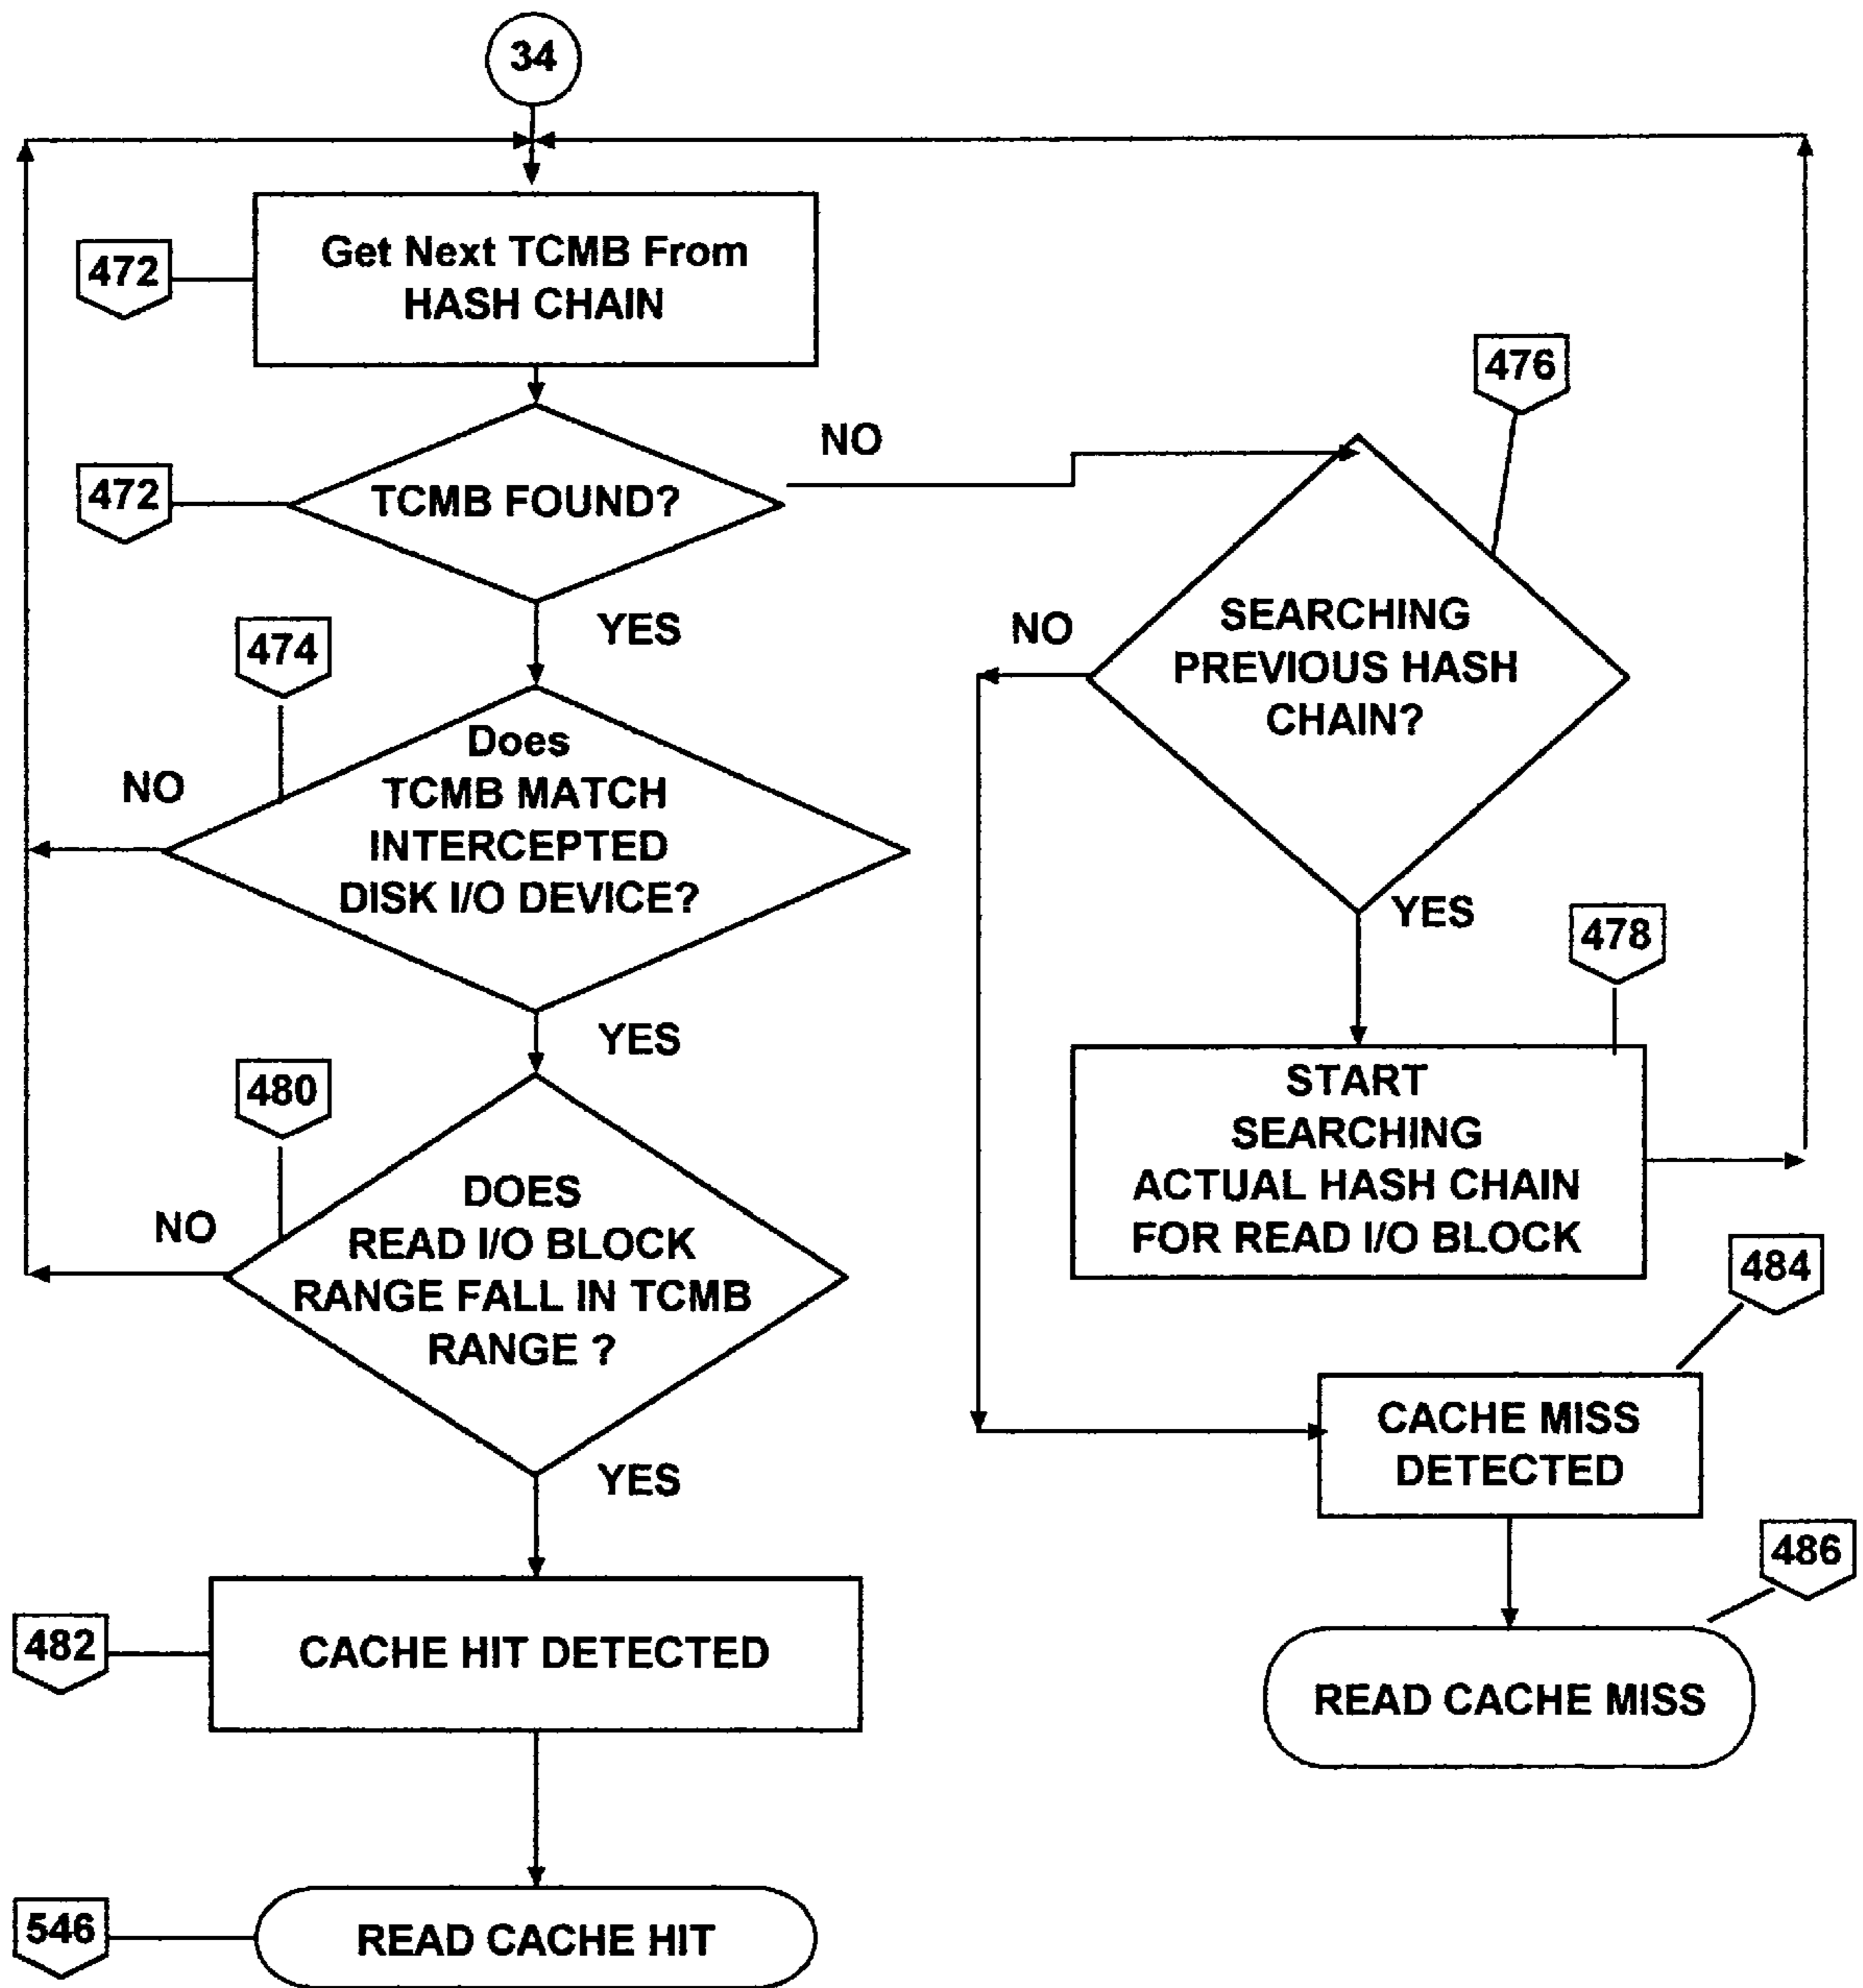 34
472
Get Next TCMB From
HASH CHAIN
476
NO
472
TCMB FOUND?
YES
474
NO
SEARCHING
PREVIOUS HASH
CHAIN?
Does
TCMB MATCH
INTERCEPTED
DISK I/O DEVICE?
NO
YES
478
YES
480
START
SEARCHING
ACTUAL HASH CHAIN
FOR READ I/O BLOCK
DOES
READ I/O BLOCK
RANGE FALL IN TCMB
RANGE ?
NO
484
YES
CACHE MISS
DETECTED
486
482
CACHE HIT DETECTED
READ CACHE MISS
546
READ CACHE HIT